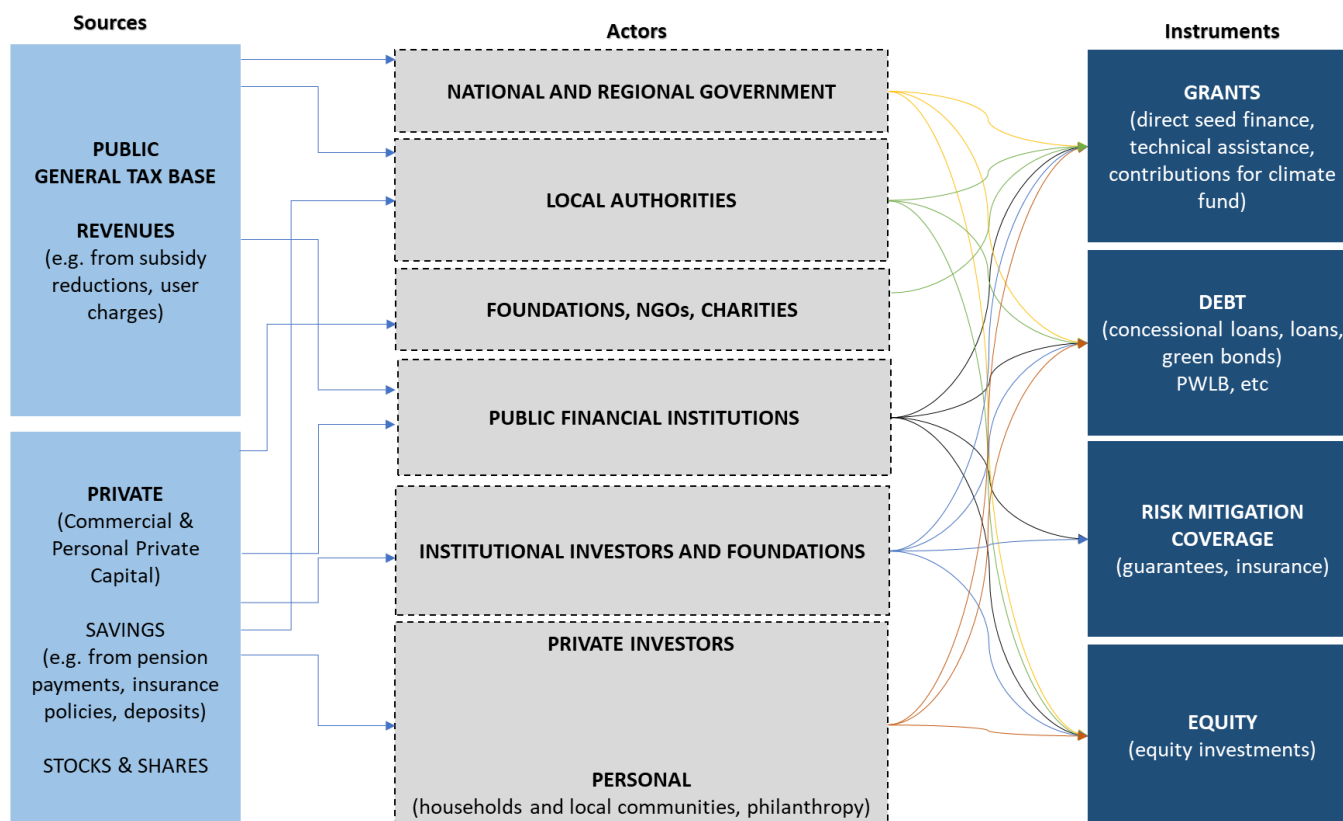 Sources
Actors
Instruments
PUBLIC
GENERAL TAX BASE
REVENUES
(e.g. from subsidy
reductions, user
charges)
PRIVATE
(Commercial &
Personal Private
Capital)
SAVINGS
(e.g. from pension
payments, insurance
policies, deposits)
STOCKS & SHARES
NATIONAL AND REGIONAL GOVERNMENT
LOCAL AUTHORITIES
FOUNDATIONS, NGOs, CHARITIES
PUBLIC FINANCIAL INSTITUTIONS
INSTITUTIONAL INVESTORS AND FOUNDATIONS
PRIVATE INVESTORS
PERSONAL
(households and local communities, philanthropy)
GRANTS
(direct seed finance,
technical assistance,
contributions for climate
fund)
DEBT
(concessional loans, loans,
green bonds)
PWLB, etc
RISK MITIGATION
COVERAGE
(guarantees, insurance)
EQUITY
(equity investments)